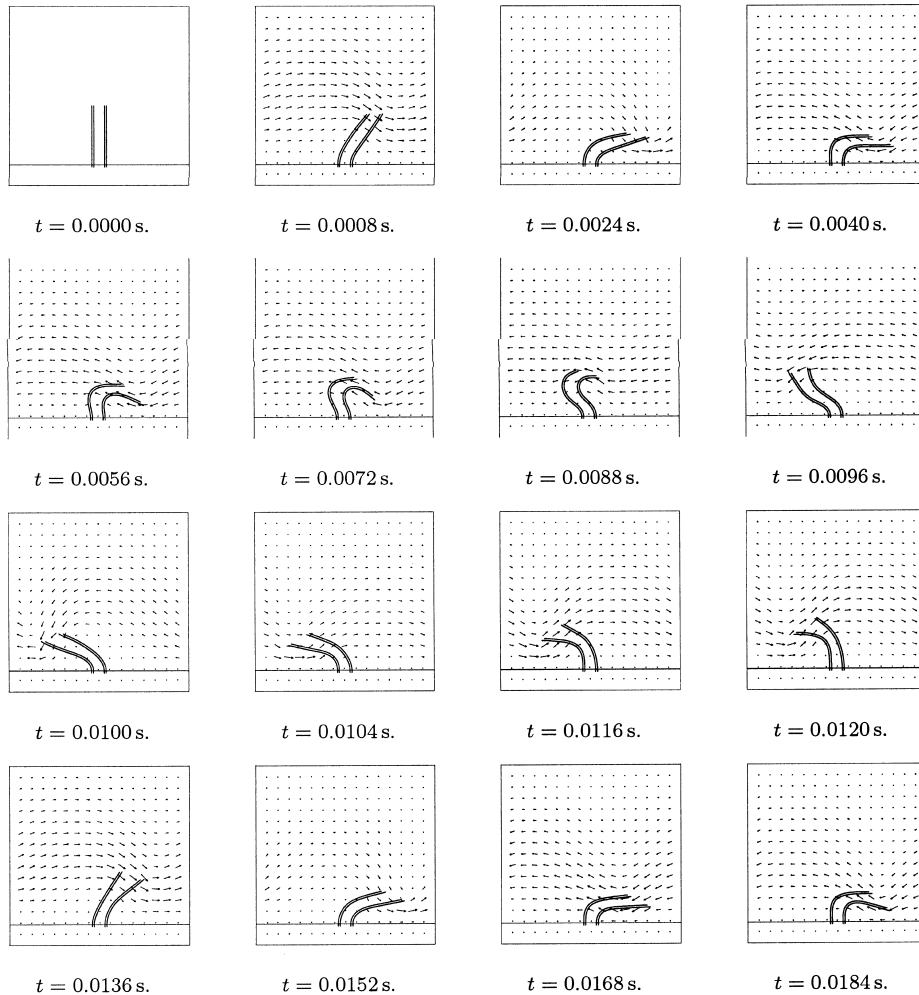 t = 0.0000 s. t = 0.0008 s. t = 0.0024 s. t = 0.0040 s.
t = 0.0056 s. t = 0.0072 s. t = 0.0088 s. t = 0.0096 s.
t = 0.0100 s. t = 0.0104 s. t = 0.0116 s. t = 0.0120 s.
t = 0.0136 s. t = 0.0152 s. t = 0.0168 s. t = 0.0184 s.